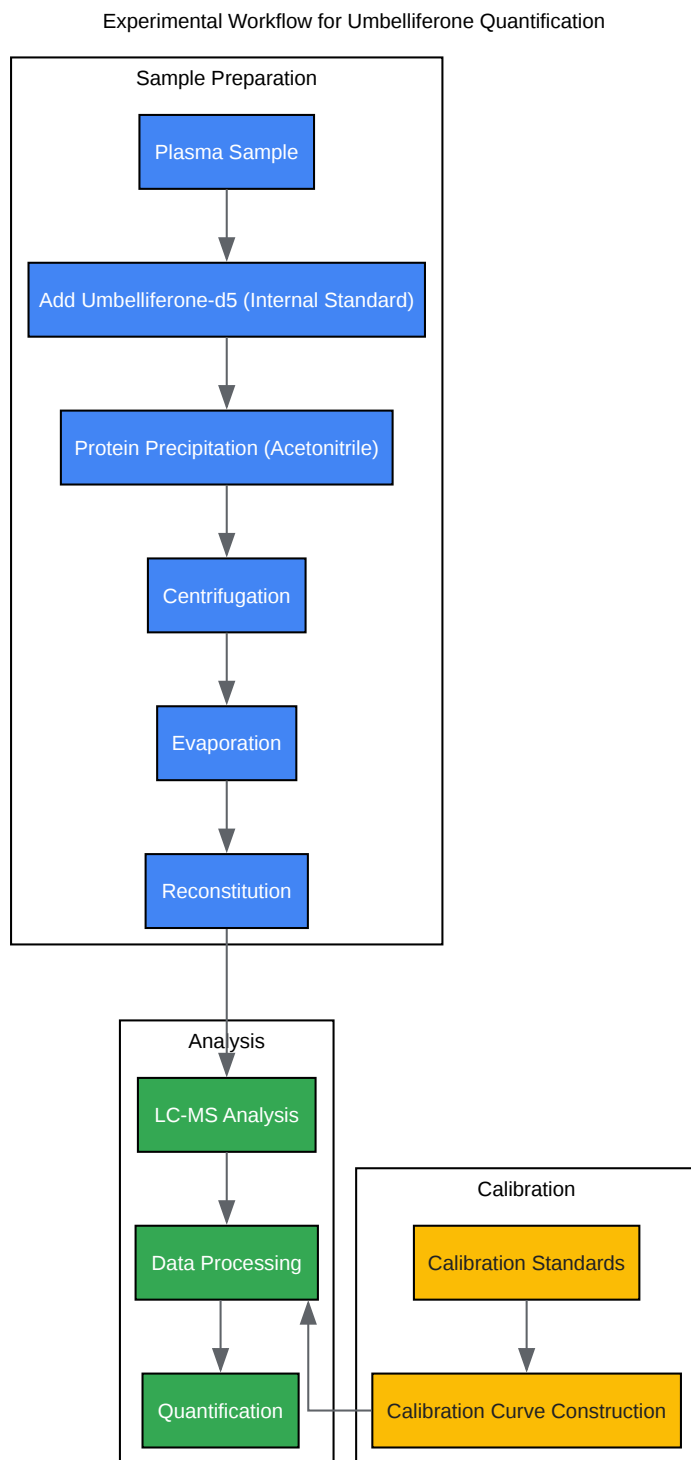 Experimental Workflow for Umbelliferone Quantification
Sample Preparation
Plasma Sample
Add Umbelliferone-d5 (Internal Standard)
Protein Precipitation (Acetonitrile)
Centrifugation
Evaporation
Reconstitution
Analysis
LC-MS Analysis
Data Processing
Quantification
Calibration
Calibration Standards
Calibration Curve Construction